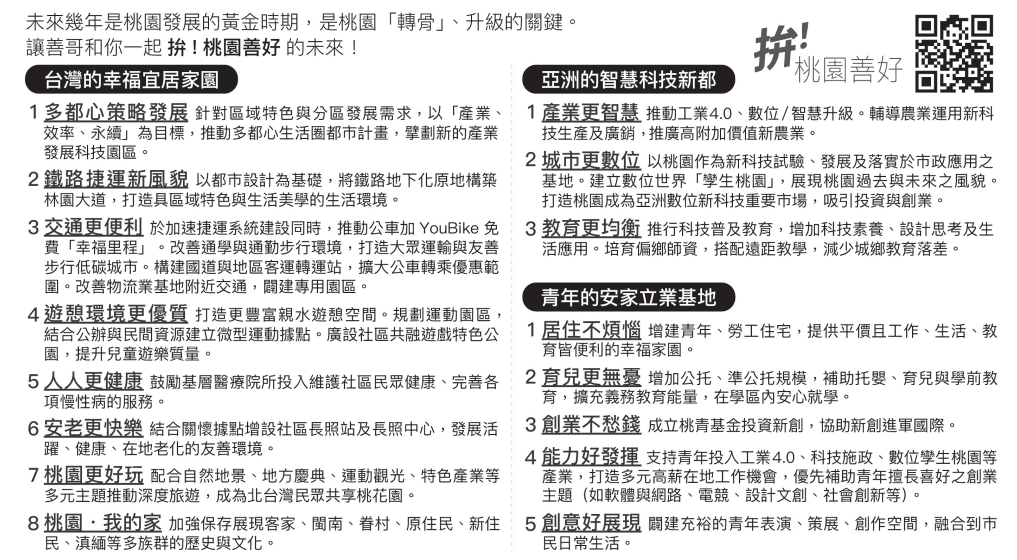 未來幾年是桃園發展的黃金時期，是桃園「轉骨」、升級的關鍵。
讓善哥和你一起 拚！桃園善好 的未來！
拚！
桃園善好
台灣的幸福宜居家園
1 多都心策略發展 針對區域特色與分區發展需求，以「產業、
效率、永續」為目標，推動多都心生活圈都市計畫，擘劃新的產業
發展科技園區。
2 鐵路捷運新風貌 以都市設計為基礎，將鐵路地下化原地構築
林園大道，打造具區域特色與生活美學的生活環境。
3 交通更便利 於加速捷運系統建設同時，推動公車加 YouBike 免
費「幸福里程」。改善通學與通勤步行環境，打造大眾運輸與友善
步行低碳城市。構建國道與地區客運轉運站，擴大公車轉乘優惠範
圍。改善物流業基地附近交通，闢建專用園區。
4 遊憩環境更優質 打造更豐富親水遊憩空間。規劃運動園區，
結合公辦與民間資源建立微型運動據點。廣設社區共融遊戲特色公
園，提升兒童遊樂質量。
5 人人更健康 鼓勵基層醫療院所投入維護社區民眾健康、完善各
項慢性病的服務。
6 安老更快樂 結合關懷據點增設社區長照站及長照中心，發展活
躍、健康、在地老化的友善環境。
7 桃園更好玩 配合自然地景、地方慶典、運動觀光、特色產業等
多元主題推動深度旅遊，成為北台灣民眾共享桃花園。
8 桃園．我的家 加強保存展現客家、閩南、眷村、原住民、新住
民、滇緬等多族群的歷史與文化。
亞洲的智慧科技新都
1 產業更智慧 推動工業4.0、數位/智慧升級。輔導農業運用新科
技生產及廣銷，推廣高附加價值新農業。
2 城市更數位 以桃園作為新科技試驗、發展及落實於市政應用之
基地。建立數位世界「孿生桃園」，展現桃園過去與未來之風貌。
打造桃園成為亞洲數位新科技重要市場，吸引投資與創業。
3 教育更均衡 推行科技普及教育，增加科技素養、設計思考及生
活應用。培育偏鄉師資，搭配遠距教學，減少城鄉教育落差。
青年的安家立業基地
1 居住不煩惱 增建青年、勞工住宅，提供平價且工作、生活、教
育皆便利的幸福家園。
2 育兒更無憂 增加公托、準公托規模，補助托嬰、育兒與學前教
育，擴充義務教育能量，在學區內安心就學。
3 創業不愁錢 成立桃青基金投資新創，協助新創進軍國際。
4 能力好發揮 支持青年投入工業4.0、科技施政、數位孿生桃園等
產業，打造多元高薪在地工作機會，優先補助青年擅長喜好之創業
主題（如軟體與網路、電競、設計文創、社會創新等）。
5 創意好展現 闢建充裕的青年表演、策展、創作空間，融合到市
民日常生活。